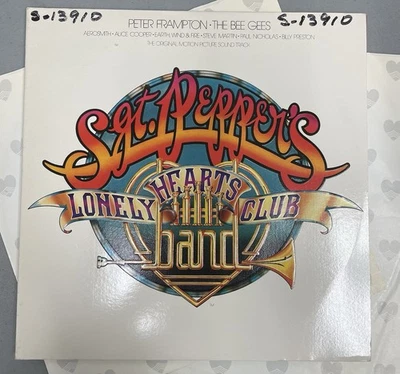 S-13910 S-13910
PETER FRAMPTON • THE BEE GEES
AEROSMITH • ALICE COOPER • EARTH, WIND & FIRE • STEVE MARTIN • PAUL NICHOLAS • BILLY PRESTON
THE ORIGINAL MOTION PICTURE SOUND TRACK
Sgt. Pepper's
HEARTS
LONELY CLUB
band